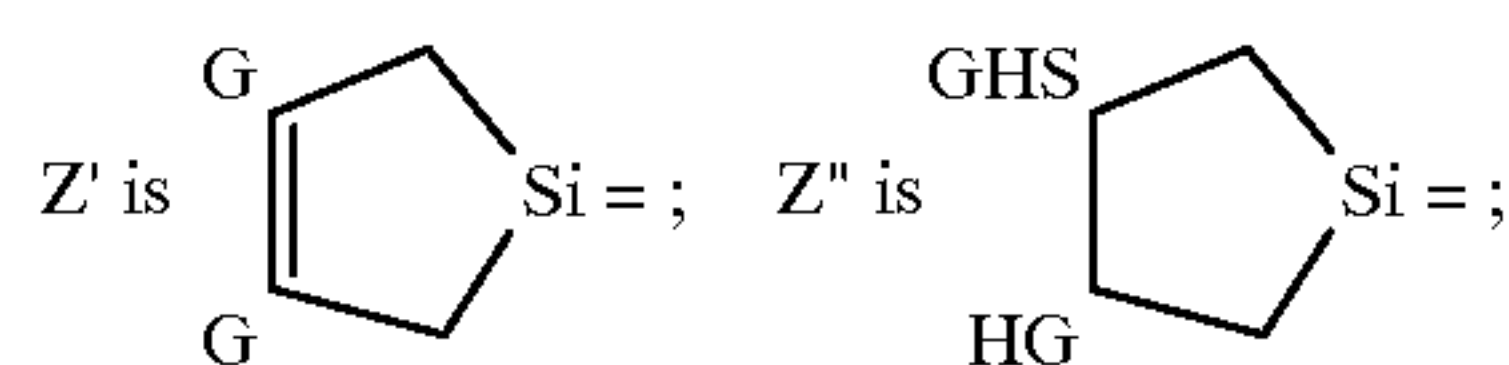 G GHS
Z' is Si = ; Z" is Si = ;
G HG